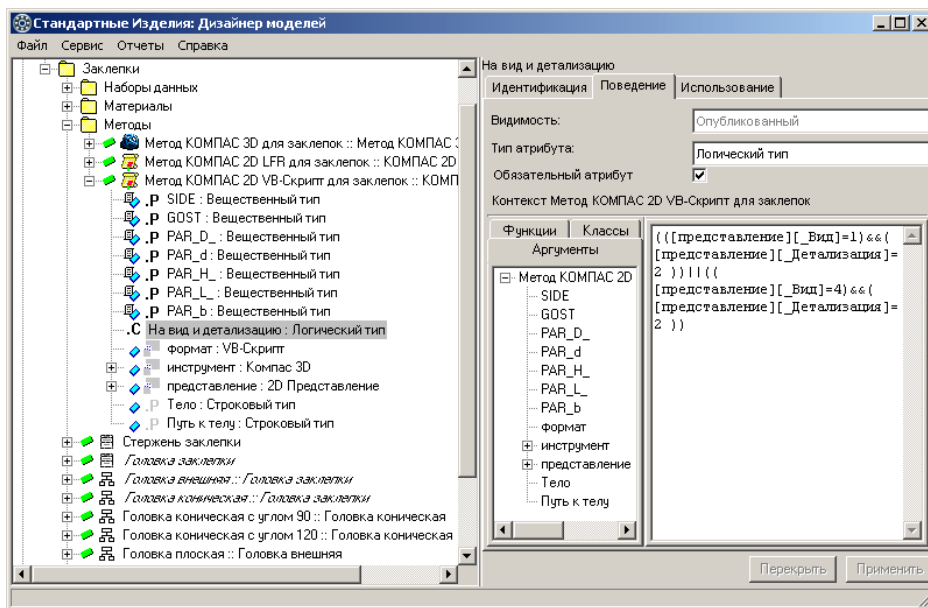 Стандартные Изделия: Дизайнер моделей
Файл Сервис Отчеты Справка
Заклепки
Наборы данных
Материалы
Методы
Метод КОМПАС 3D для заклепок :: Метод КОМПАС 3
Метод КОМПАС 2D LFR для заклепок :: КОМПАС 2D
Метод КОМПАС 2D VB-Скрипт для заклепок :: КОМП
.P SIDE : Вещественный тип
.P GOST : Вещественный тип
.P PAR_D_ : Вещественный тип
.P PAR_d : Вещественный тип
.P PAR_H_ : Вещественный тип
.P PAR_L_ : Вещественный тип
.P PAR_b : Вещественный тип
.C На вид и детализацию : Логический тип
формат : VB-Скрипт
инструмент : Компас 3D
представление : 2D Представление
.P Тело : Строковый тип
.P Путь к телу : Строковый тип
Стержень заклепки
Головка заклепки
Головка внешняя :: Головка заклепки
Головка коническая :: Головка заклепки
Головка коническая с углом 90 :: Головка коническая
Головка коническая с углом 120 :: Головка коническая
Головка плоская :: Головка внешняя
На вид и детализацию
Идентификация Поведение Использование
Видимость: Опубликованный
Тип атрибута: Логический тип
Обязательный атрибут
Контекст Метод КОМПАС 2D VB-Скрипт для заклепок
Функции Классы
Аргументы
Метод КОМПАС 2D
SIDE
GOST
PAR_D_
PAR_d
PAR_H_
PAR_L_
PAR_b
формат
инструмент
представление
Тело
Путь к телу
(([представление][_Вид]=1)&&(
[представление][_Детализация]=
2 ))||((
[представление][_Вид]=4)&&(
[представление][_Детализация]=
2 ))
Перекрыть Применить